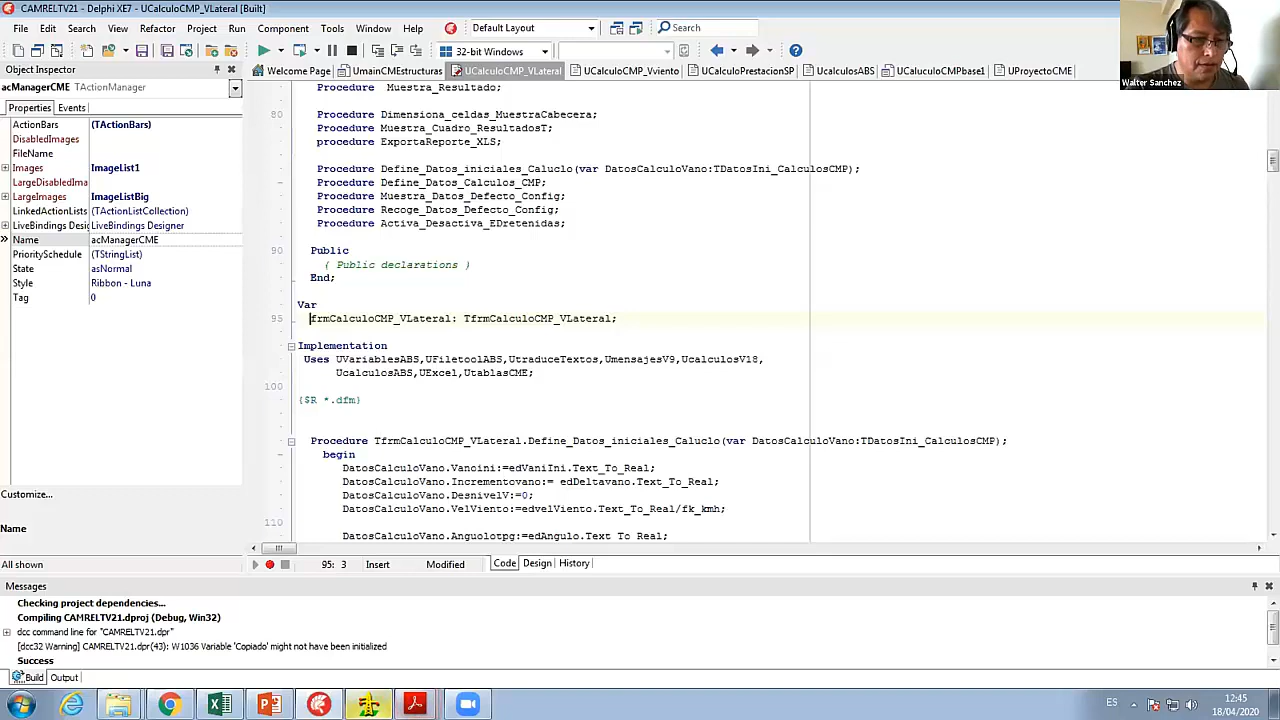 CAMRELTV21 - Delphi XE7 - UCalculoCMP_VLateral [Built]
File Edit Search View Refactor Project Run Component Tools Window Help Default Layout Search
32-bit Windows
Object Inspector
acManagerCME TActionManager
Properties Events
ActionBars (TActionBars)
DisabledImages
FileName
Images ImageList1
LargeDisabledIma
LargeImages ImageListBig
LinkedActionLists (TActionListCollection)
LiveBindings Desig LiveBindings Designer
Name acManagerCME
PrioritySchedule (TStringList)
State asNormal
Style Ribbon - Luna
Tag 0
Customize...
Name
All shown
Welcome Page UmainCMEstructuras UCalculoCMP_VLateral UCalculoCMP_Vviento UCalculoPrestacionSP UCalculosABS UCaluculoCMPbase1 UProyectoCME
Procedure Muestra_Resultado;
80 Procedure Dimensiona_celdas_MuestraCabecera;
Procedure Muestra_Cuadro_ResultadosT;
procedure ExportaReporte_XLS;
Procedure Define_Datos_iniciales_Caluclo(var DatosCalculoVano:TDatosIni_CalculosCMP);
Procedure Define_Datos_Calculos_CMP;
Procedure Muestra_Datos_Defecto_Config;
Procedure Recoge_Datos_Defecto_Config;
Procedure Activa_Desactiva_EDretenidas;
90 Public
{ Public declarations }
End;
Var
95 frmCalculoCMP_VLateral: TfrmCalculoCMP_VLateral;
Implementation
Uses UVariablesABS,UFiletoolABS,UtraduceTextos,UmensajesV9,UcalculosV18,
UcalculosABS,UExcel,UtablasCME;
100
{$R *.dfm}
Procedure TfrmCalculoCMP_VLateral.Define_Datos_iniciales_Caluclo(var DatosCalculoVano:TDatosIni_CalculosCMP);
begin
DatosCalculoVano.Vanoini:=edVaniIni.Text_To_Real;
DatosCalculoVano.Incrementovano:= edDeltavano.Text_To_Real;
DatosCalculoVano.DesnivelV:=0;
DatosCalculoVano.VelViento:=edvelViento.Text_To_Real/fk_kmh;
110
DatosCalculoVano.Anguolotpg:=edAngulo.Text_To_Real;
95: 3 Insert Modified Code Design History
Messages
Checking project dependencies...
Compiling CAMRELTV21.dproj (Debug, Win32)
dcc command line for "CAMRELTV21.dpr"
[dcc32 Warning] CAMRELTV21.dpr(43): W1036 Variable 'Copiado' might not have been initialized
Success
Build Output
ES 12:45
18/04/2020
Walter Sanchez